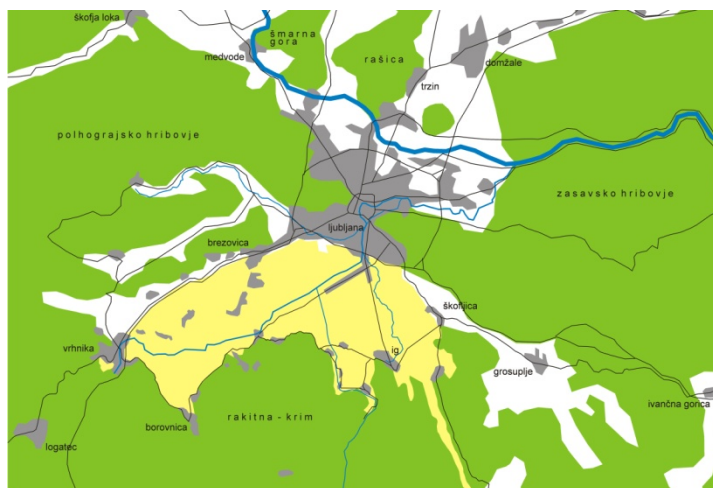 škofja loka
šmarna
gora
medvode
rašica
domžale
trzin
polhograjsko hribovje
zasavsko hribovje
ljubljana
brezovica
škofljica
vrhnika
ig
grosuplje
ivančna gorica
borovnica
rakitna - krim
logatec